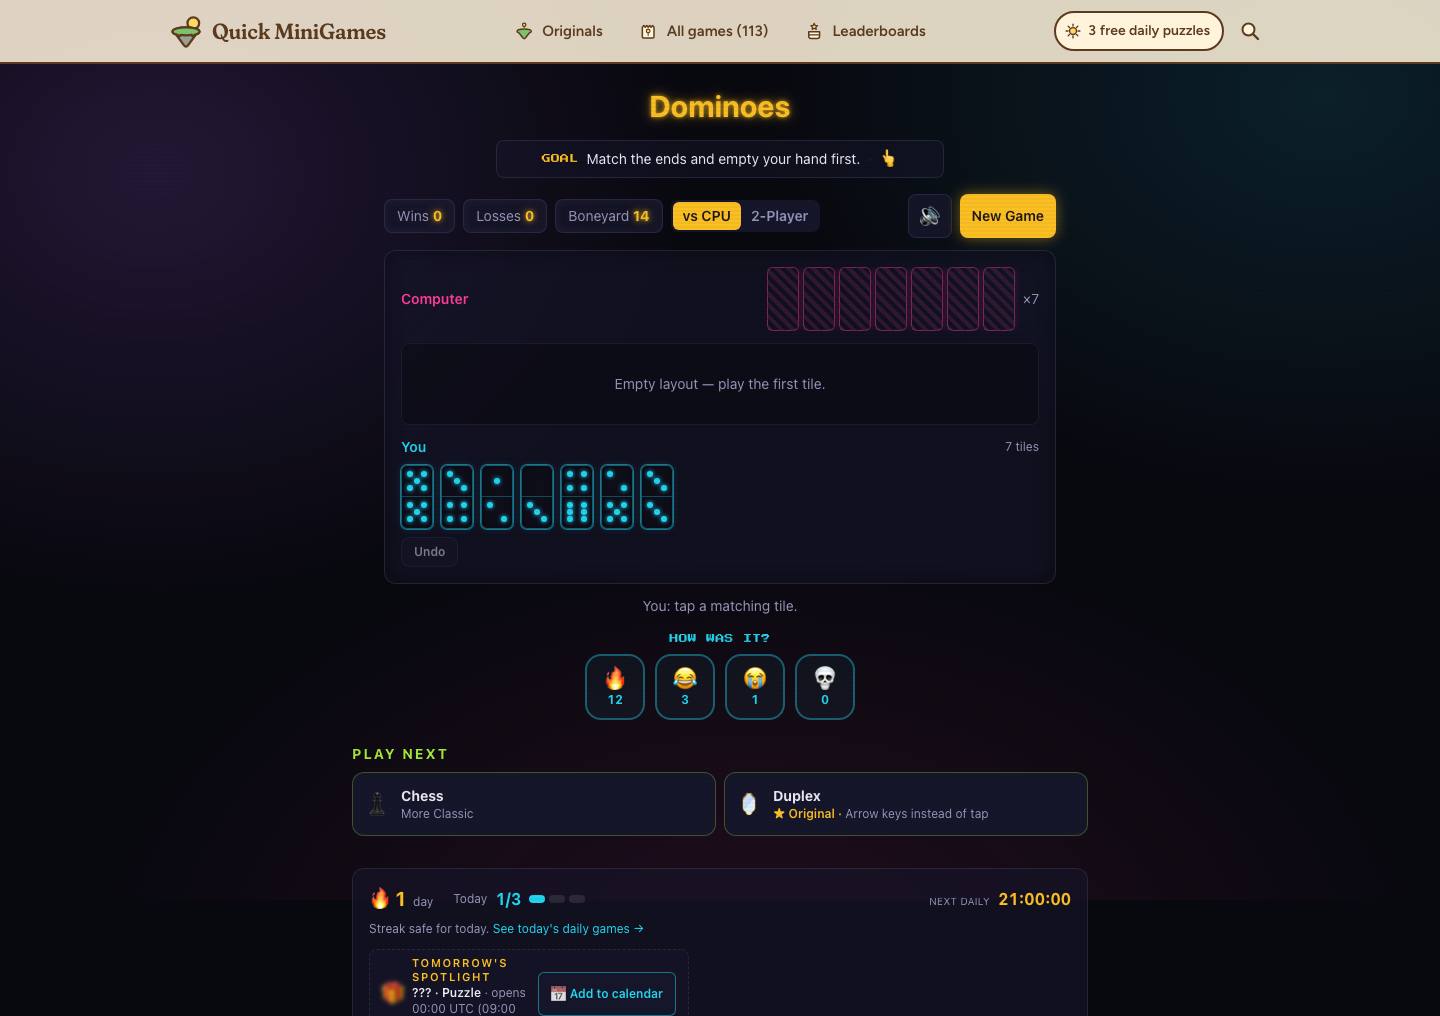 Quick MiniGames
Originals
All games (113)
Leaderboards
3 free daily puzzles
Dominoes
GOAL Match the ends and empty your hand first.
Wins 0
Losses 0
Boneyard 14
vs CPU
2-Player
New Game
Computer
×7
Empty layout — play the first tile.
You
7 tiles
Undo
You: tap a matching tile.
HOW WAS IT?
12
3
1
0
PLAY NEXT
Chess
More Classic
Duplex
★ Original · Arrow keys instead of tap
1 day
Today 1/3
NEXT DAILY 21:00:00
Streak safe for today. See today's daily games →
TOMORROW'S
SPOTLIGHT
??? · Puzzle · opens
00:00 UTC (09:00
Add to calendar